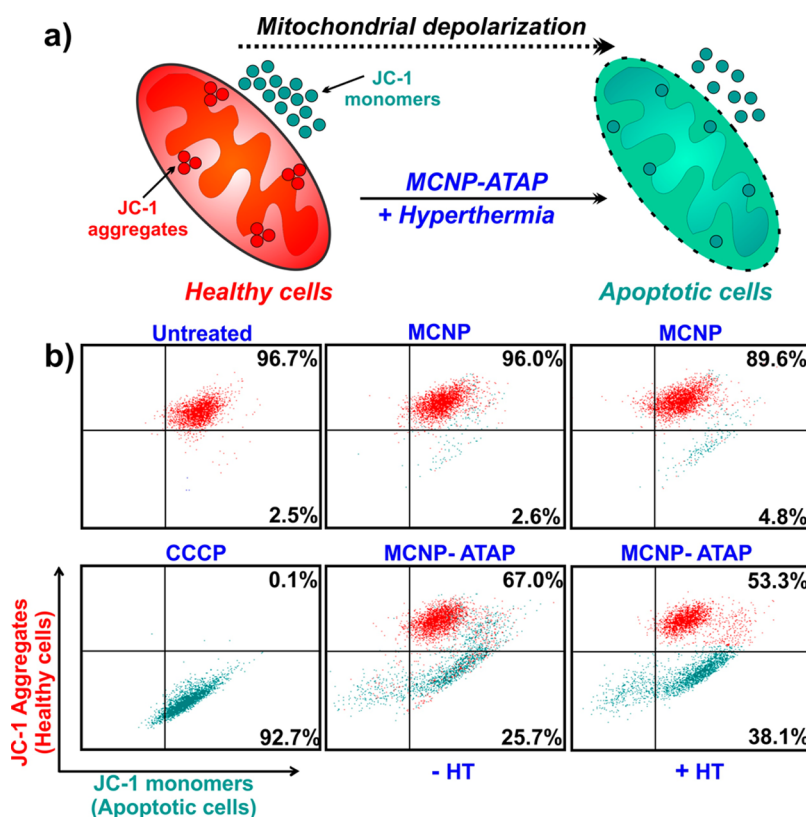 a)
Mitochondrial depolarization
JC-1
monomers
JC-1
aggregates
MCNP-ATAP
+ Hyperthermia
Healthy cells
Apoptotic cells
b)
Untreated
MCNP
MCNP
96.7%
96.0%
89.6%
2.5%
2.6%
4.8%
CCCP
MCNP- ATAP
MCNP- ATAP
0.1%
67.0%
53.3%
92.7%
25.7%
38.1%
JC-1 Aggregates
(Healthy cells)
JC-1 monomers
(Apoptotic cells)
- HT
+ HT